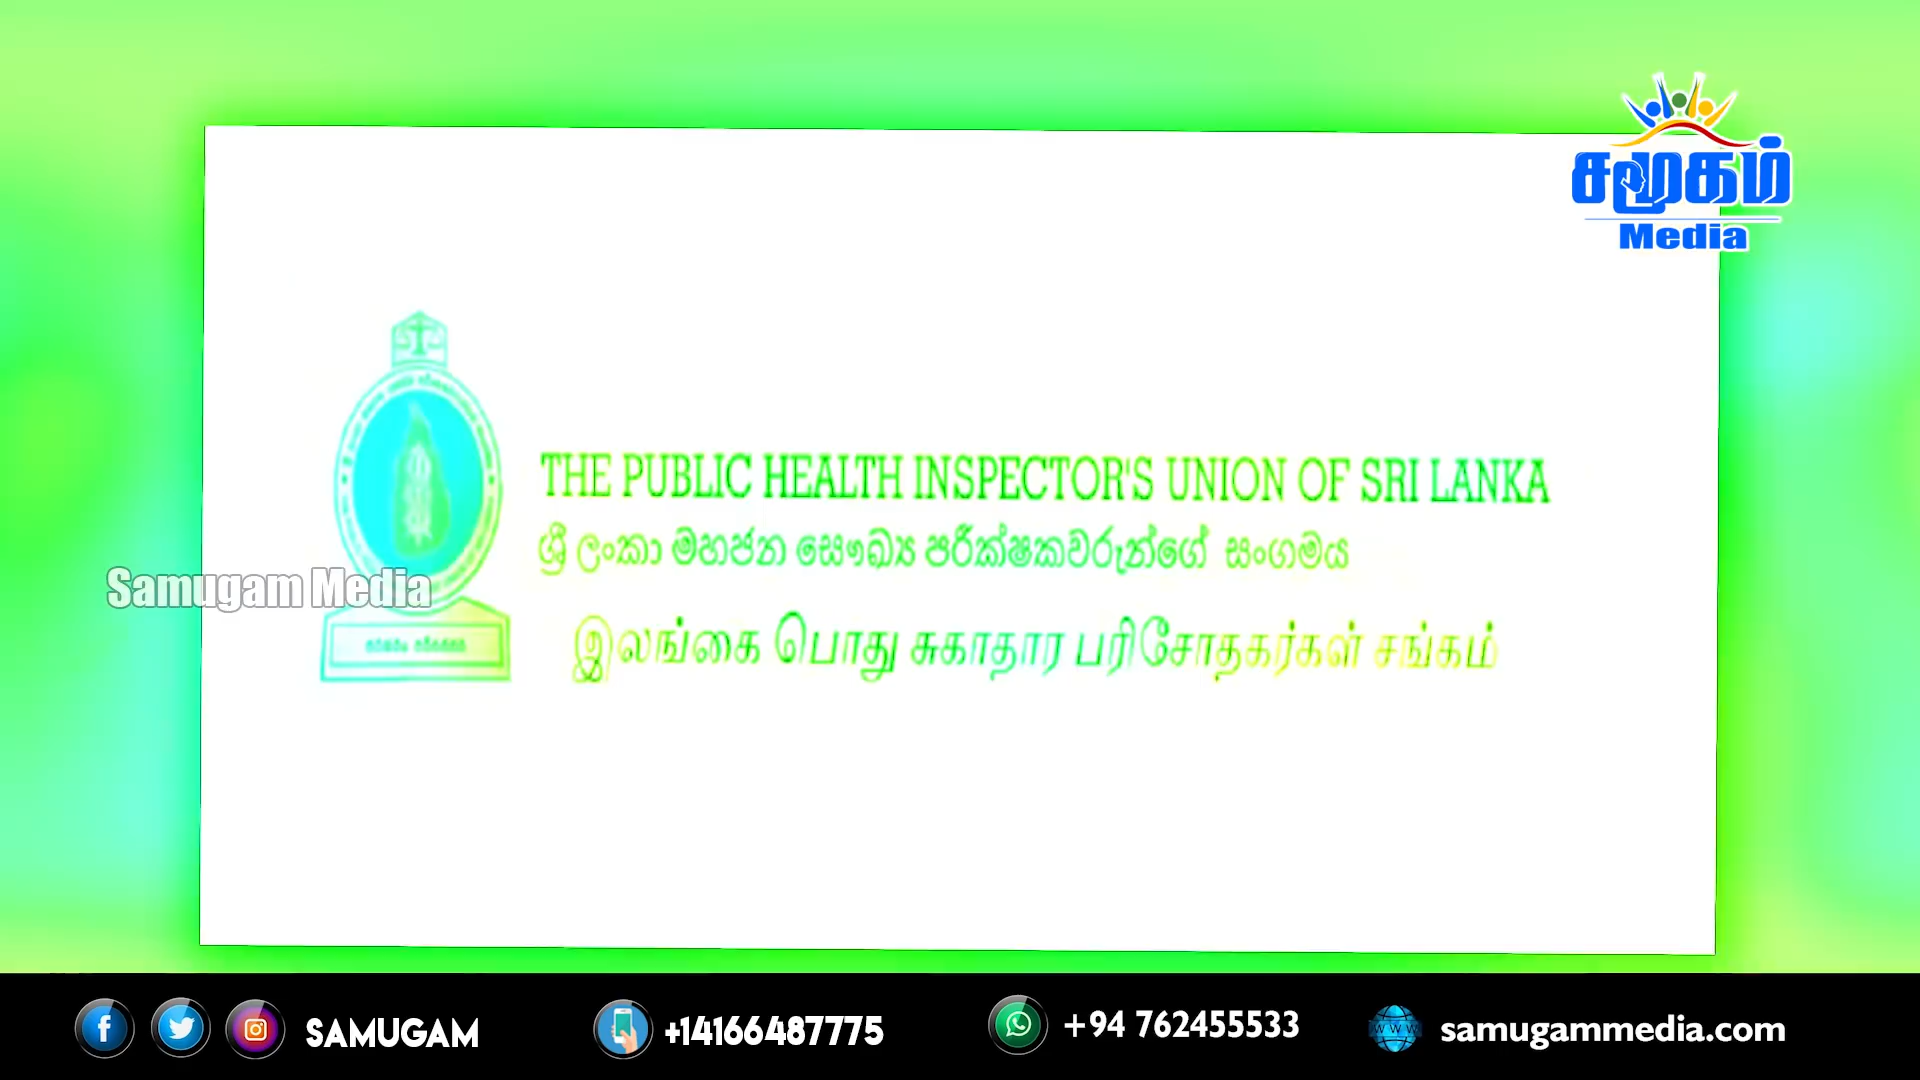 சமூகம்
Media
THE PUBLIC HEALTH INSPECTOR'S UNION OF SRI LANKA
ශ්‍රී ලංකා මහජන සෞඛ්‍ය පරීක්ෂකවරුන්ගේ සංගමය
Samugam Media
இலங்கை பொது சுகாதார பரிசோதகர்கள் சங்கம்
SAMUGAM
+14166487775
+94 762455533
www
samugammedia.com